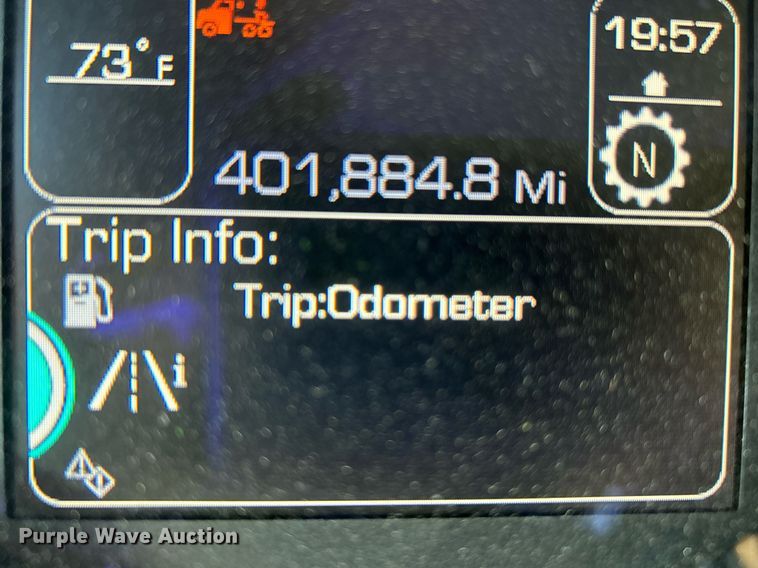 73°F
19:57
N
401,884.8 Mi
Trip Info:
Trip:Odometer
i
Purple Wave Auction